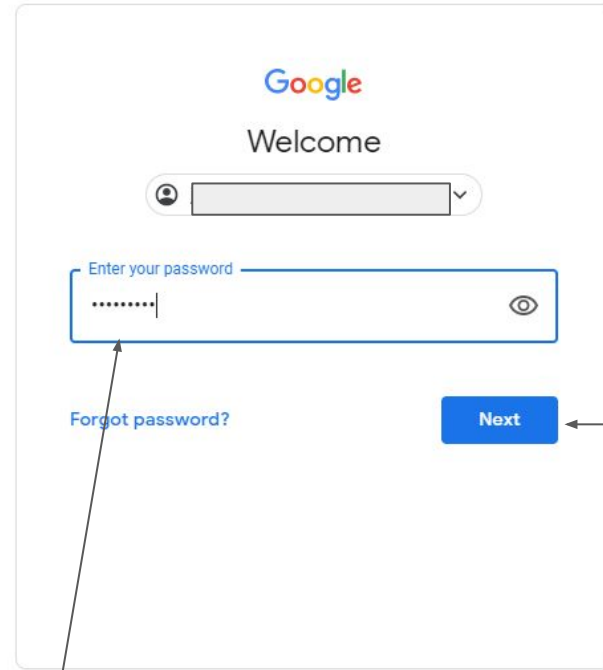 Google
Welcome
Enter your password
•••••••••
Forgot password?
Next